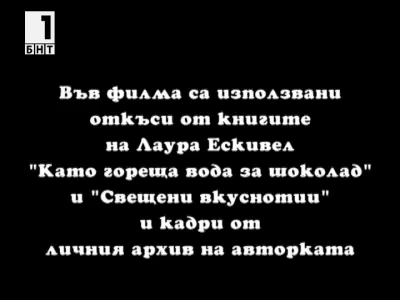 1
БНТ
Във филма са използвани
откъси от книгите
на Лаура Ескивел
"Като гореща вода за шоколад"
и "Свещени вкуснотии"
и кадри от
личния архив на авторката